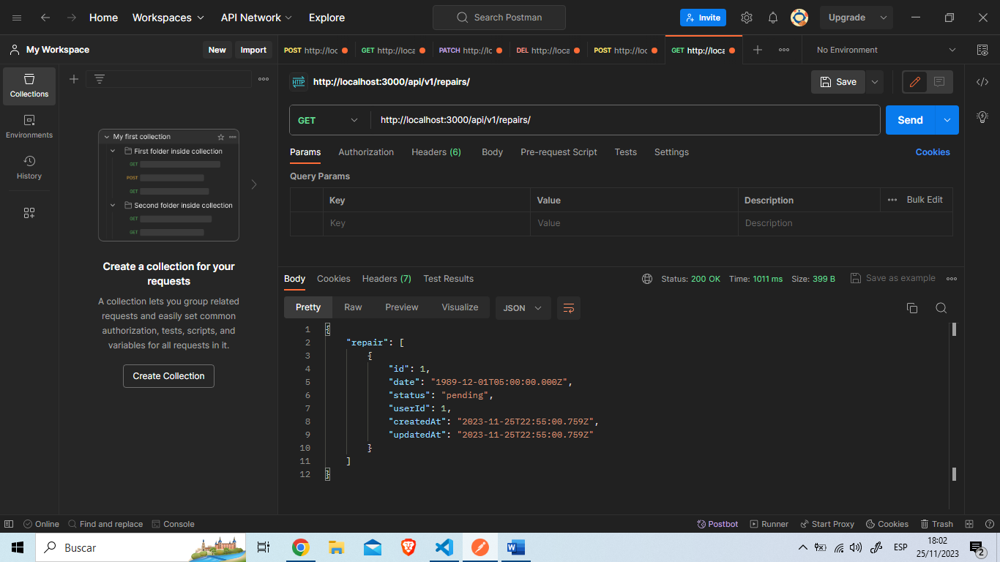 Home Workspaces API Network Explore Search Postman Invite Upgrade
My Workspace New Import
POST http://loc GET http://loca PATCH http://lc DEL http://loca POST http://loc GET http://loca No Environment
Collections
Environments
History
My first collection
First folder inside collection
GET
POST
GET
Second folder inside collection
GET
GET
Create a collection for your
requests
A collection lets you group related
requests and easily set common
authorization, tests, scripts, and
variables for all requests in it.
Create Collection
HTTP http://localhost:3000/api/v1/repairs/ Save
GET http://localhost:3000/api/v1/repairs/ Send
Params Authorization Headers (6) Body Pre-request Script Tests Settings Cookies
Query Params
Key Value Description Bulk Edit
Key Value Description
Body Cookies Headers (7) Test Results Status: 200 OK Time: 1011 ms Size: 399 B Save as example
Pretty Raw Preview Visualize JSON
1 {
2 "repair": [
3 {
4 "id": 1,
5 "date": "1989-12-01T05:00:00.000Z",
6 "status": "pending",
7 "userId": 1,
8 "createdAt": "2023-11-25T22:55:00.759Z",
9 "updatedAt": "2023-11-25T22:55:00.759Z"
10 }
11 ]
12 }
Online Find and replace Console Postbot Runner Start Proxy Cookies Trash
Buscar ESP 18:02
25/11/2023 2